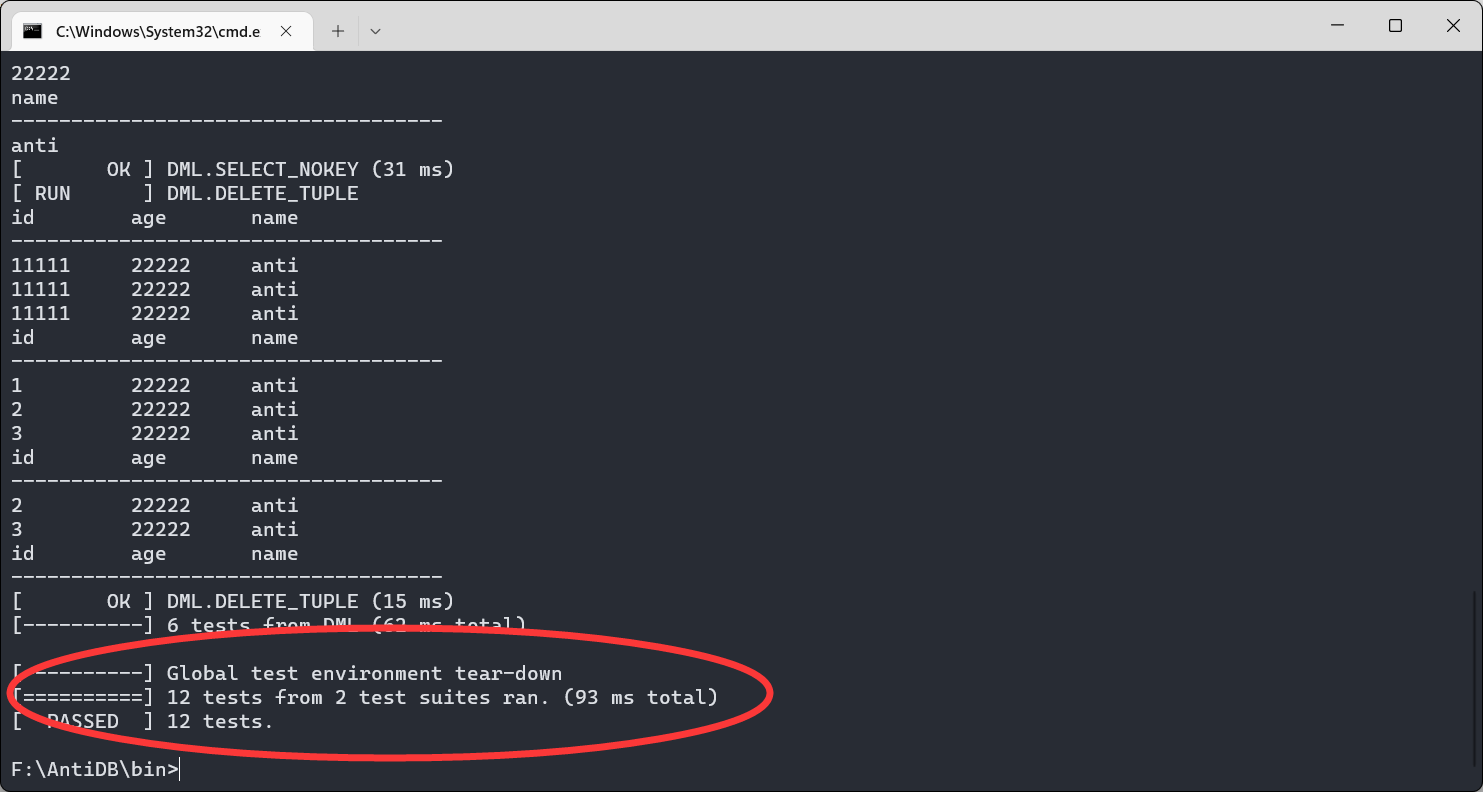 C:\Windows\System32\cmd.e
22222
name
------------------------------------
anti
[       OK ] DML.SELECT_NOKEY (31 ms)
[ RUN      ] DML.DELETE_TUPLE
id        age       name
------------------------------------
11111     22222     anti
11111     22222     anti
11111     22222     anti
id        age       name
------------------------------------
1         22222     anti
2         22222     anti
3         22222     anti
id        age       name
------------------------------------
2         22222     anti
3         22222     anti
id        age       name
------------------------------------
[       OK ] DML.DELETE_TUPLE (15 ms)
[----------] 6 tests from DML (62 ms total)
[----------] Global test environment tear-down
[==========] 12 tests from 2 test suites ran. (93 ms total)
[  PASSED  ] 12 tests.
F:\AntiDB\bin>